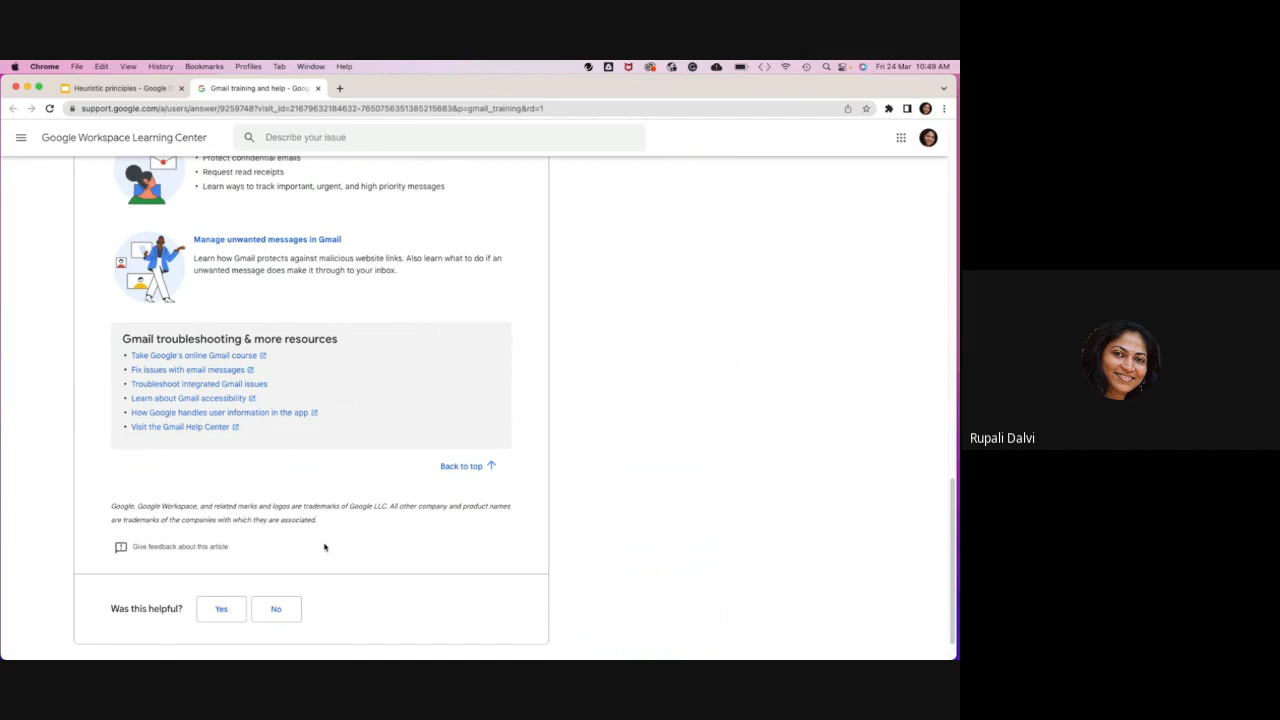 Chrome File Edit View History Bookmarks Profiles Tab Window Help Fri 24 Mar 10:49 AM
Heuristic principles - Google D
Gmail training and help - Goog
support.google.com/a/users/answer/9259748?visit_id=21679632184632-7650756351385215683&p=gmail_training&rd=1
Google Workspace Learning Center
Describe your issue
• Protect confidential emails
• Request read receipts
• Learn ways to track important, urgent, and high priority messages
Manage unwanted messages in Gmail
Learn how Gmail protects against malicious website links. Also learn what to do if an
unwanted message does make it through to your inbox.
Gmail troubleshooting & more resources
• Take Google's online Gmail course
• Fix issues with email messages
• Troubleshoot integrated Gmail issues
• Learn about Gmail accessibility
• How Google handles user information in the app
• Visit the Gmail Help Center
Back to top
Google, Google Workspace, and related marks and logos are trademarks of Google LLC. All other company and product names
are trademarks of the companies with which they are associated.
Give feedback about this article
Was this helpful? Yes No
Rupali Dalvi